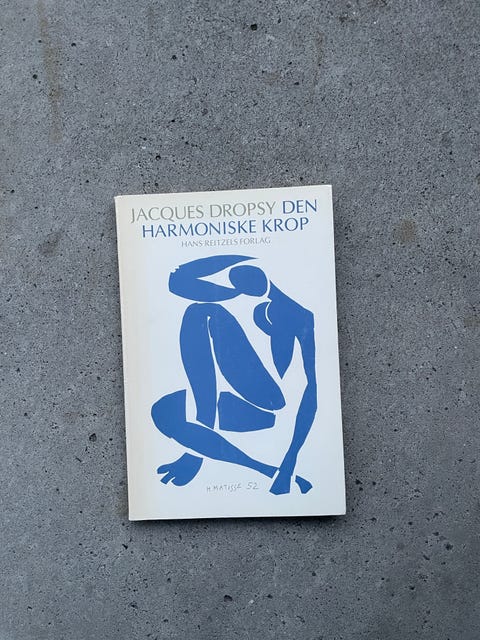 JACQUES DROPSY DEN
HARMONISKE KROP
HANS REITZELS FORLAG
H MATISSE 52